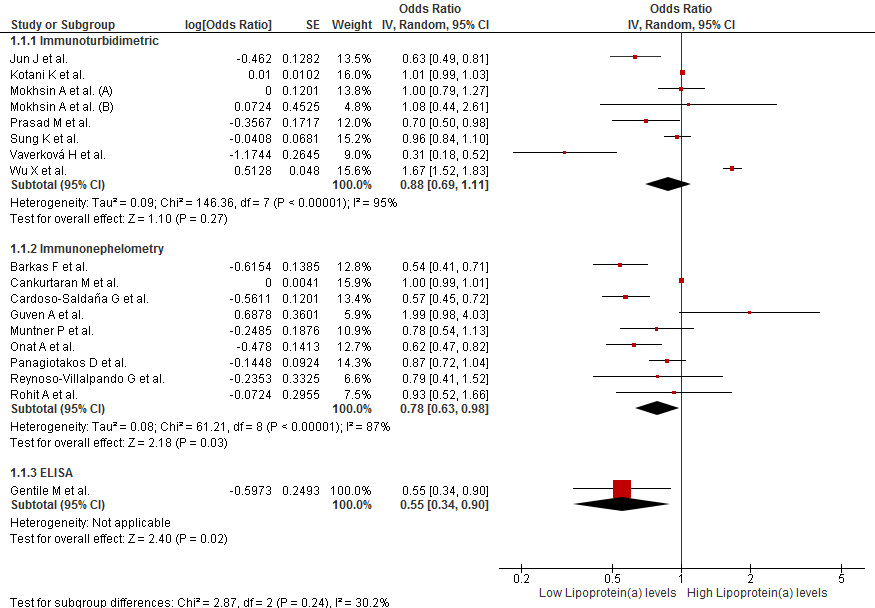 Odds Ratio Odds Ratio
Study or Subgroup log[Odds Ratio] SE Weight IV, Random, 95% CI IV, Random, 95% CI
1.1.1 Immunoturbidimetric
Jun J et al. -0.462 0.1282 13.5% 0.63 [0.49, 0.81]
Kotani K et al. 0.01 0.0102 16.0% 1.01 [0.99, 1.03]
Mokhsin A et al. (A) 0 0.1201 13.8% 1.00 [0.79, 1.27]
Mokhsin A et al. (B) 0.0724 0.4525 4.8% 1.08 [0.44, 2.61]
Prasad M et al. -0.3567 0.1717 12.0% 0.70 [0.50, 0.98]
Sung K et al. -0.0408 0.0681 15.2% 0.96 [0.84, 1.10]
Vaverková H et al. -1.1744 0.2645 9.0% 0.31 [0.18, 0.52]
Wu X et al. 0.5128 0.048 15.6% 1.67 [1.52, 1.83]
Subtotal (95% CI) 100.0% 0.88 [0.69, 1.11]
Heterogeneity: Tau² = 0.09; Chi² = 146.36, df = 7 (P < 0.00001); I² = 95%
Test for overall effect: Z = 1.10 (P = 0.27)
1.1.2 Immunonephelometry
Barkas F et al. -0.6154 0.1385 12.8% 0.54 [0.41, 0.71]
Cankurtaran M et al. 0 0.0041 15.9% 1.00 [0.99, 1.01]
Cardoso-Saldaña G et al. -0.5611 0.1201 13.4% 0.57 [0.45, 0.72]
Guven A et al. 0.6878 0.3601 5.9% 1.99 [0.98, 4.03]
Muntner P et al. -0.2485 0.1876 10.9% 0.78 [0.54, 1.13]
Onat A et al. -0.478 0.1413 12.7% 0.62 [0.47, 0.82]
Panagiotakos D et al. -0.1448 0.0924 14.3% 0.87 [0.72, 1.04]
Reynoso-Villalpando G et al. -0.2353 0.3325 6.6% 0.79 [0.41, 1.52]
Rohit A et al. -0.0724 0.2955 7.5% 0.93 [0.52, 1.66]
Subtotal (95% CI) 100.0% 0.78 [0.63, 0.98]
Heterogeneity: Tau² = 0.08; Chi² = 61.21, df = 8 (P < 0.00001); I² = 87%
Test for overall effect: Z = 2.18 (P = 0.03)
1.1.3 ELISA
Gentile M et al. -0.5973 0.2493 100.0% 0.55 [0.34, 0.90]
Subtotal (95% CI) 100.0% 0.55 [0.34, 0.90]
Heterogeneity: Not applicable
Test for overall effect: Z = 2.40 (P = 0.02)
0.2 0.5 1 2 5
Low Lipoprotein(a) levels High Lipoprotein(a) levels
Test for subgroup differences: Chi² = 2.87, df = 2 (P = 0.24), I² = 30.2%